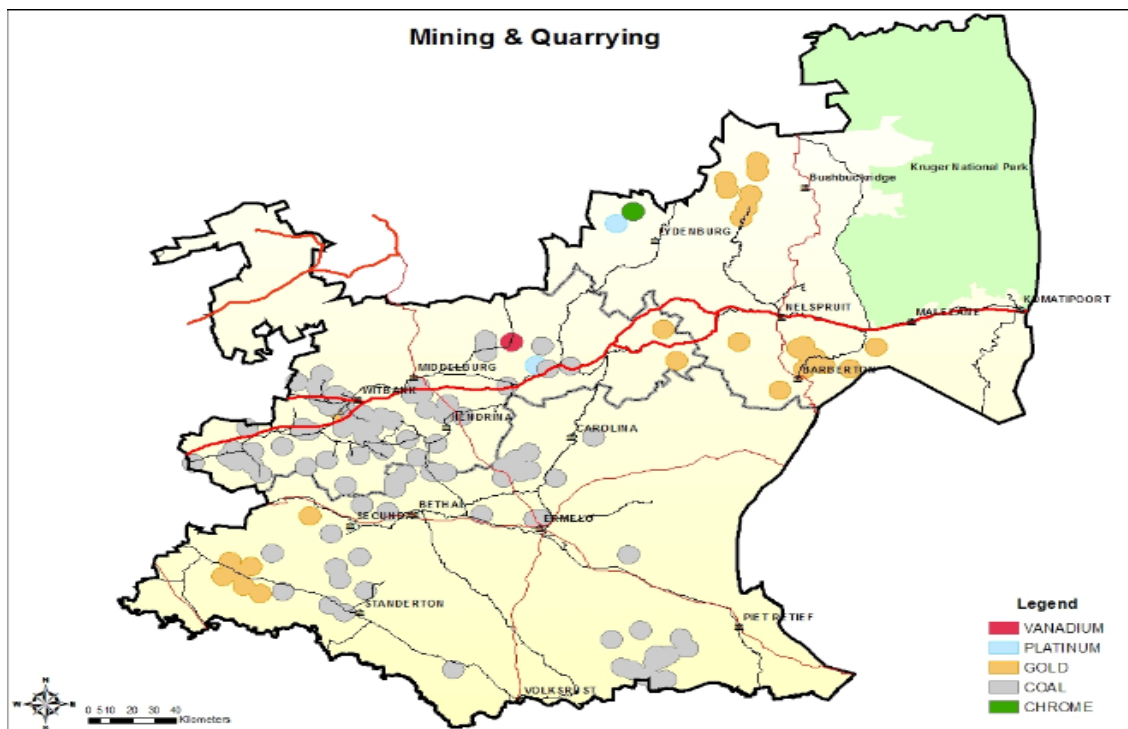 Mining & Quarrying
Kruger National Park
Bushbuckridge
LYDENBURG
KOMATIPOORT
NELSPRUIT
MALELANE
MIDDELBURG
BARBERTON
WITBANK
HENDRINA
CAROLINA
BETHAL
SECUNDA
ERMELO
STANDERTON
PIET RETIEF
VOLKSRUST
Legend
VANADIUM
PLATINUM
GOLD
COAL
CHROME
N
W E
S
0 5 10 20 30 40
Kilometers